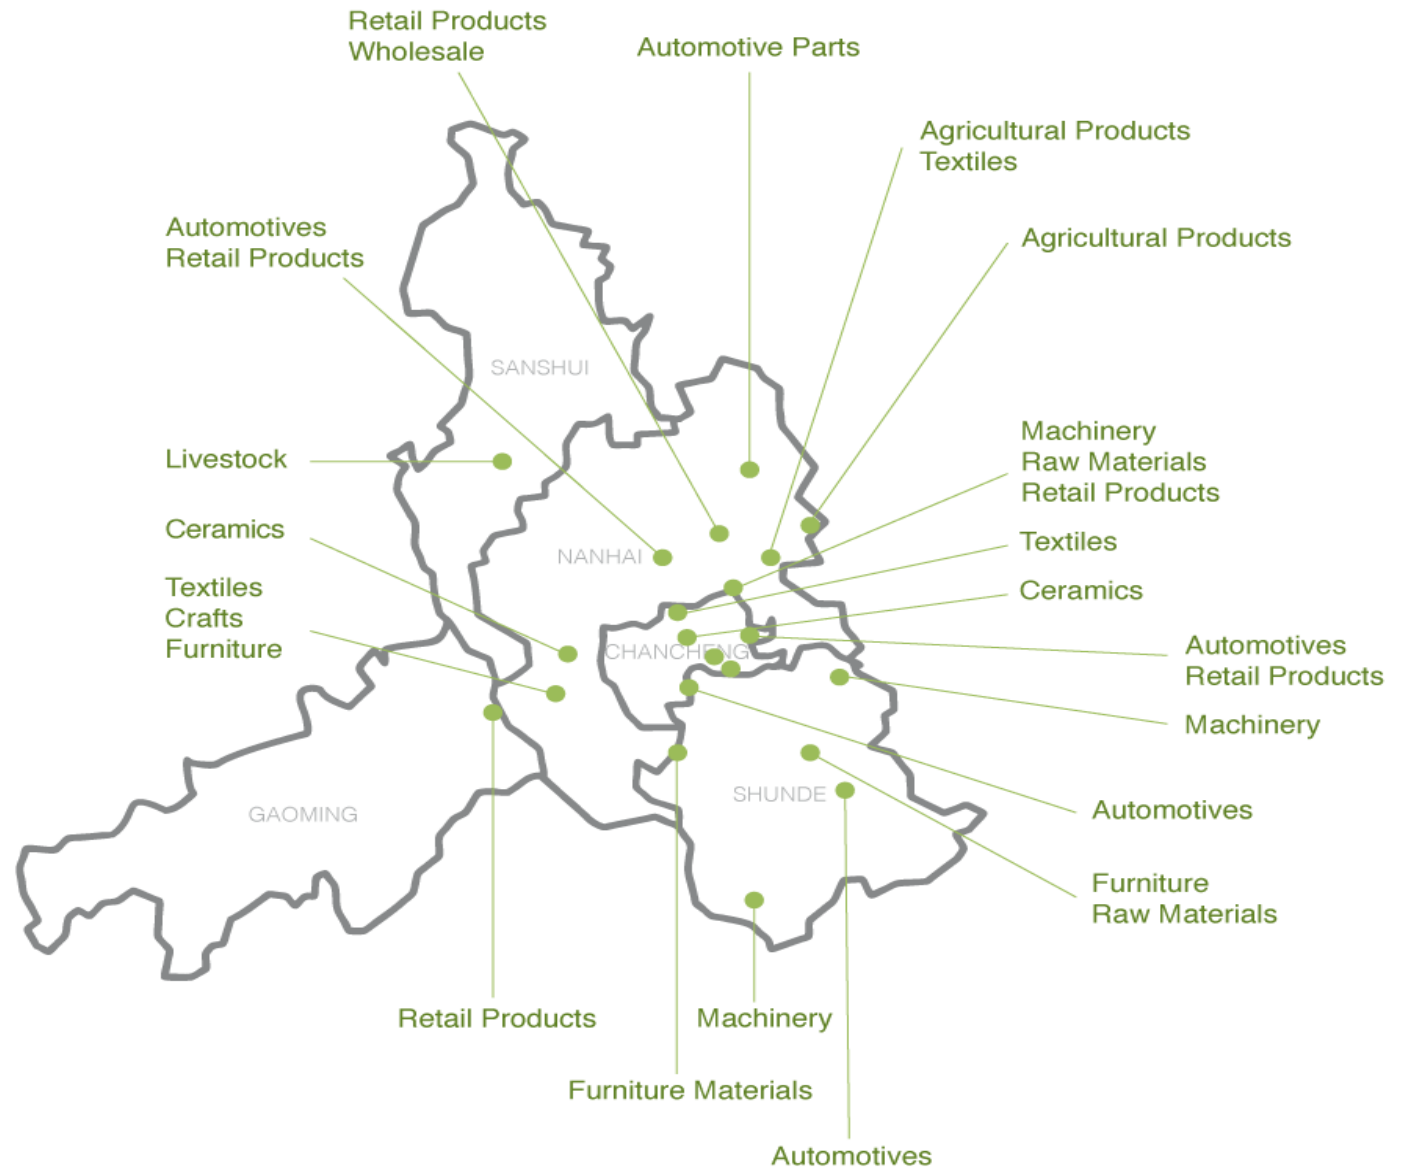 Retail Products
Wholesale
Automotive Parts
Agricultural Products
Textiles
Automotives
Retail Products
Agricultural Products
SANSHUI
Machinery
Raw Materials
Retail Products
Livestock
Ceramics
Textiles
NANHAI
Textiles
Crafts
Furniture
Ceramics
CHANCHENG
Automotives
Retail Products
Machinery
SHUNDE
GAOMING
Automotives
Furniture
Raw Materials
Retail Products
Machinery
Furniture Materials
Automotives